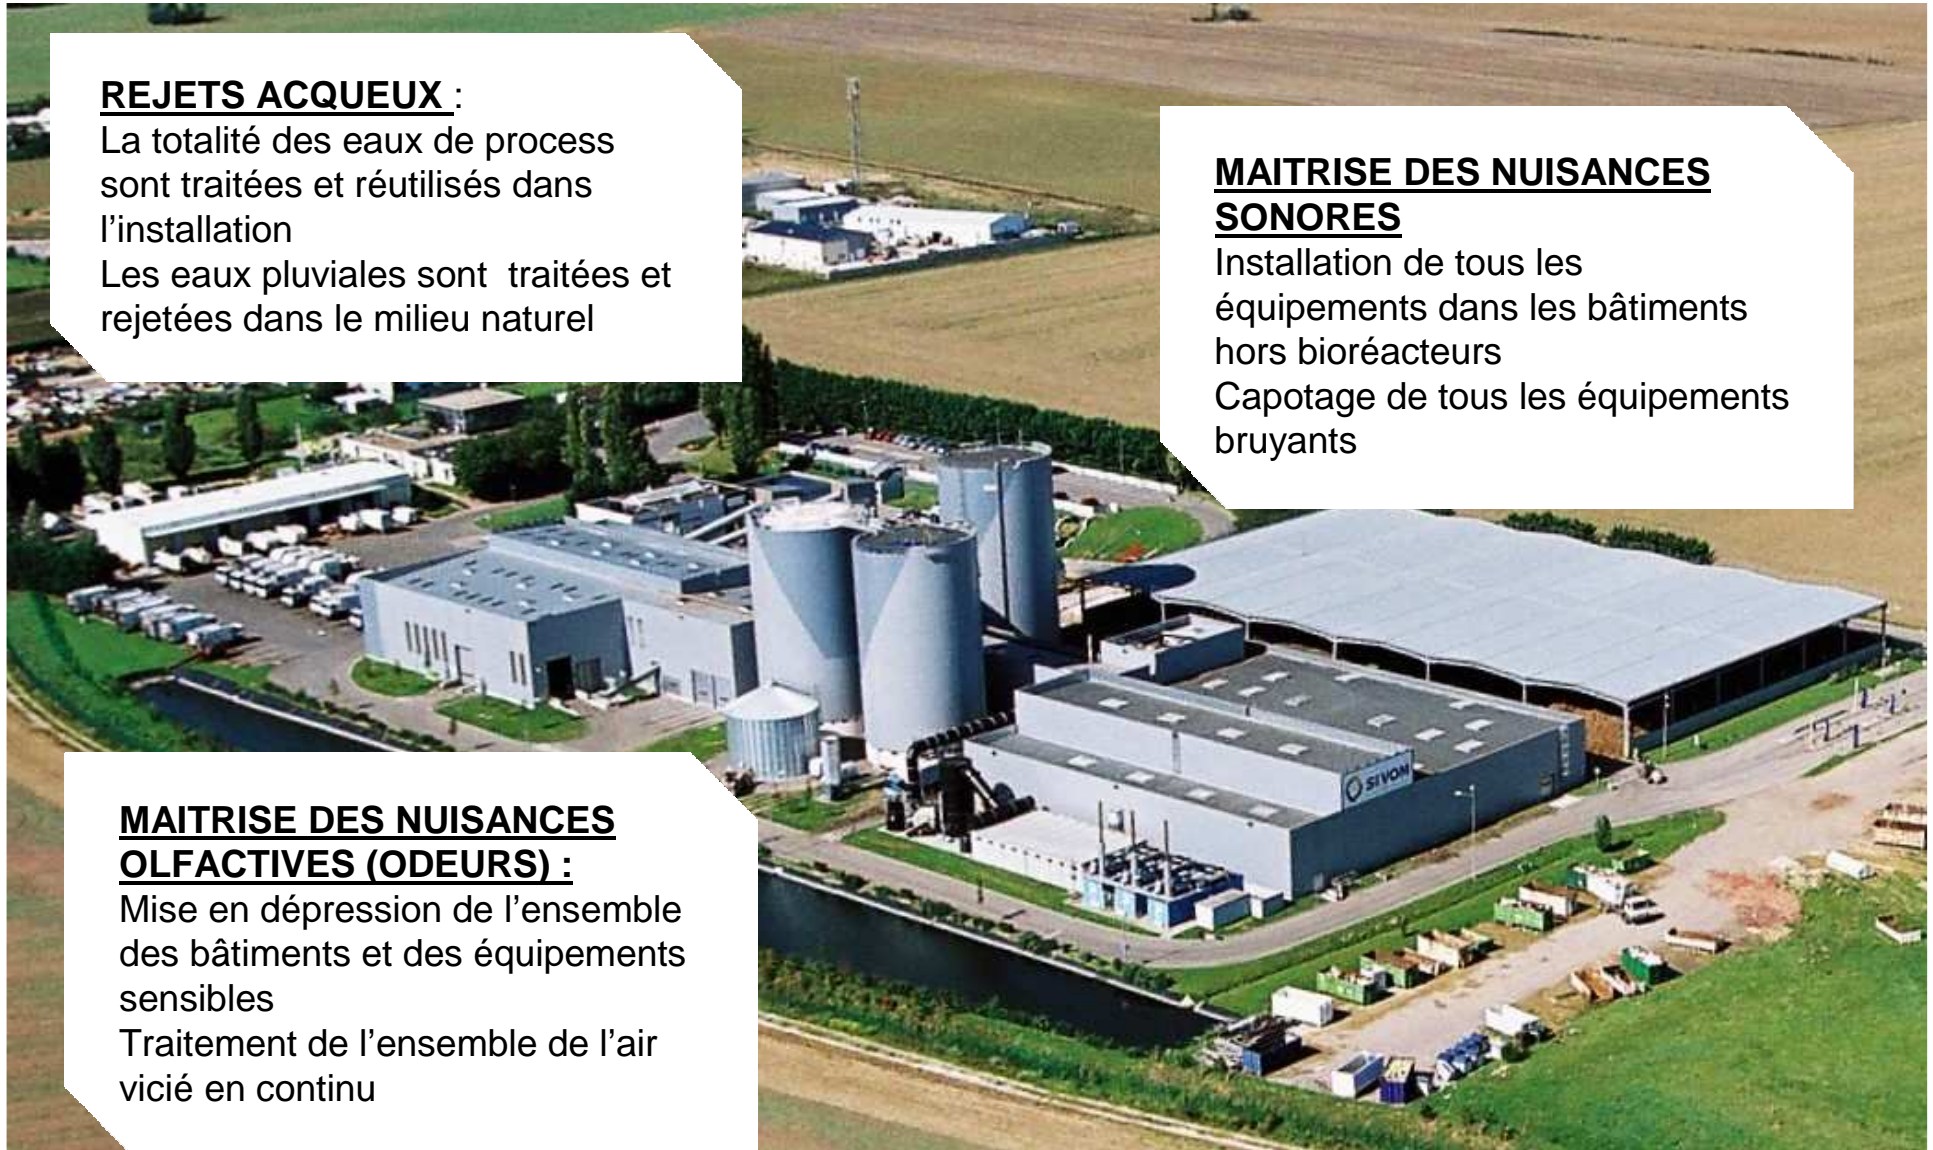 REJETS ACQUEUX :
La totalité des eaux de process
sont traitées et réutilisés dans
l’installation
Les eaux pluviales sont  traitées et
rejetées dans le milieu naturel
MAITRISE DES NUISANCES
SONORES
Installation de tous les
équipements dans les bâtiments
hors bioréacteurs
Capotage de tous les équipements
bruyants
SIVOM
MAITRISE DES NUISANCES
OLFACTIVES (ODEURS) :
Mise en dépression de l’ensemble
des bâtiments et des équipements
sensibles
Traitement de l’ensemble de l’air
vicié en continu